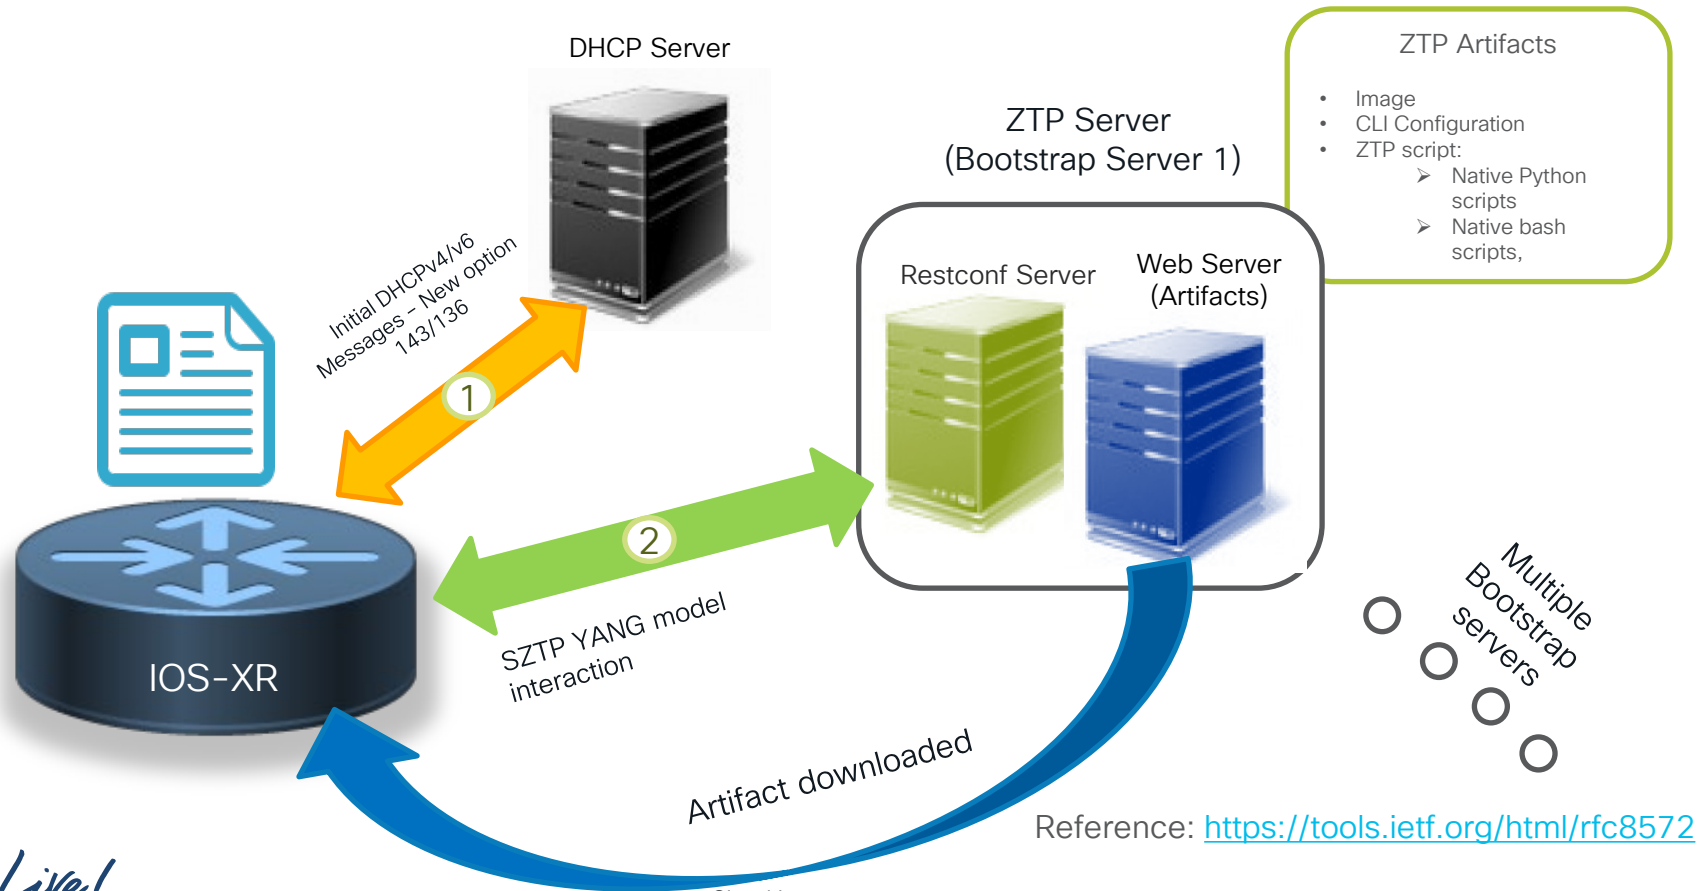 DHCP Server
ZTP Artifacts
• Image
• CLI Configuration
• ZTP script:
➢ Native Python
scripts
➢ Native bash
scripts,
ZTP Server
(Bootstrap Server 1)
Initial DHCPv4/v6
Messages – New option
143/136
Restconf Server
Web Server
(Artifacts)
1
2
SZTP YANG model
interaction
IOS-XR
Multiple
Bootstrap
servers
Artifact downloaded
Reference: https://tools.ietf.org/html/rfc8572
Live!